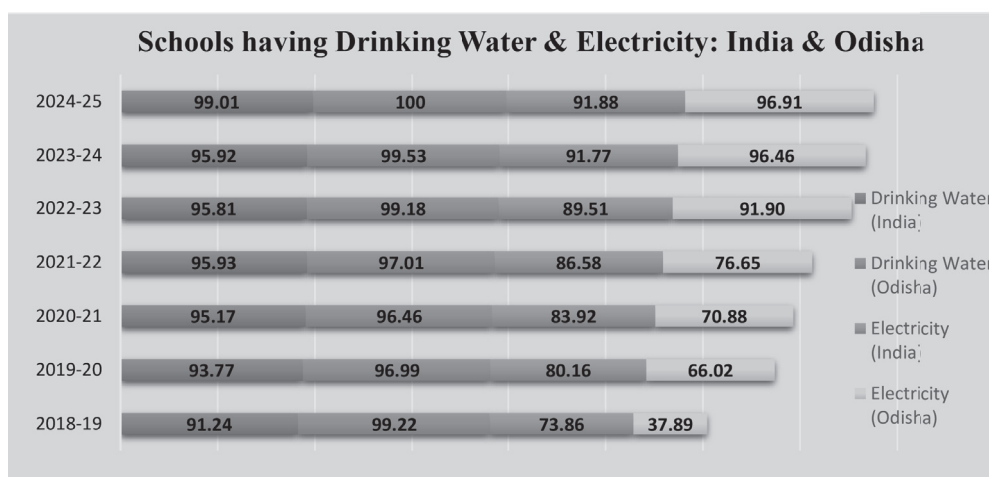 Schools having Drinking Water & Electricity: India & Odisha
2024-25 99.01 100 91.88 96.91
2023-24 95.92 99.53 91.77 96.46
2022-23 95.81 99.18 89.51 91.90
2021-22 95.93 97.01 86.58 76.65
2020-21 95.17 96.46 83.92 70.88
2019-20 93.77 96.99 80.16 66.02
2018-19 91.24 99.22 73.86 37.89
Drinking Water
(India)
Drinking Water
(Odisha)
Electricity
(India)
Electricity
(Odisha)